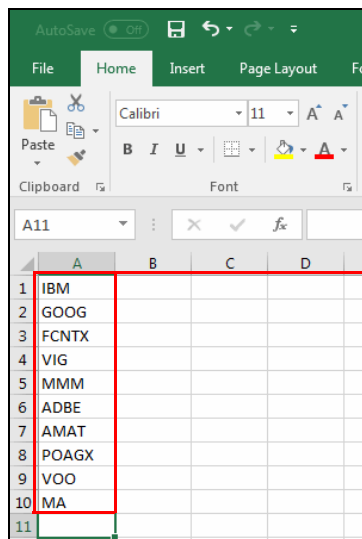 AutoSave Off
File Home Insert Page Layout Fo
Paste
Calibri 11 A A
B I U A
Clipboard Font
A11 fx
A B C D
1 IBM
2 GOOG
3 FCNTX
4 VIG
5 MMM
6 ADBE
7 AMAT
8 POAGX
9 VOO
10 MA
11